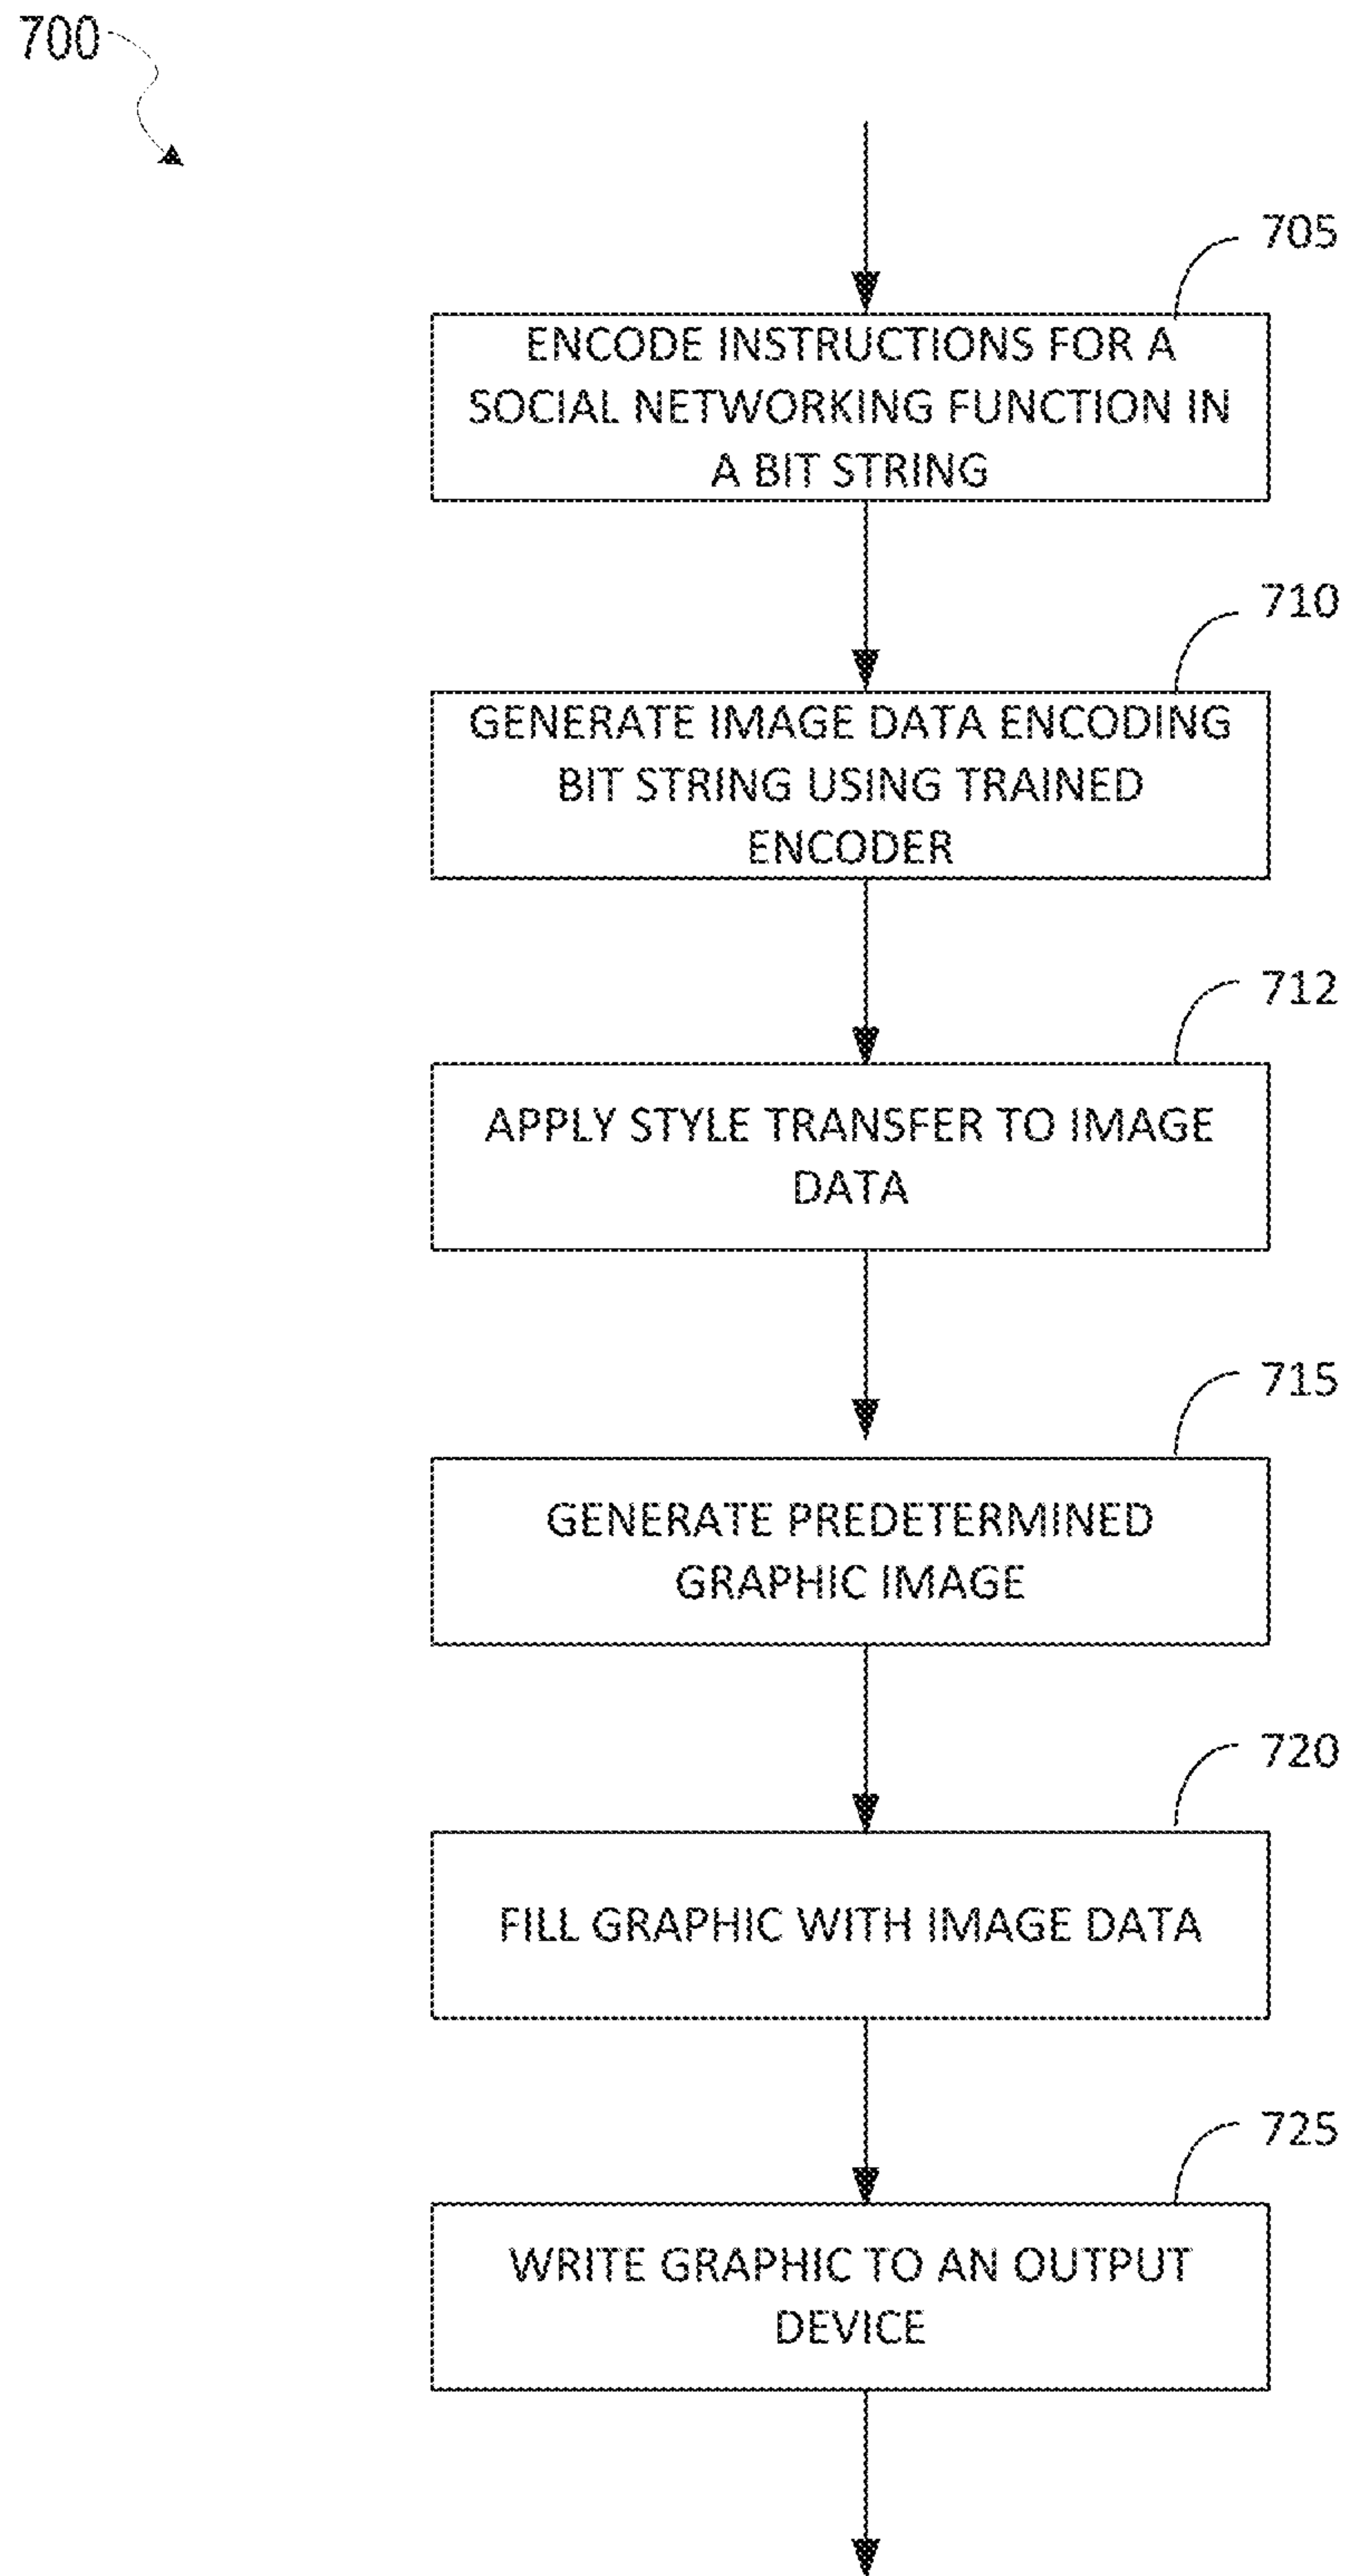 700
705
ENCODE INSTRUCTIONS FOR A
SOCIAL NETWORKING FUNCTION IN
A BIT STRING
710
GENERATE IMAGE DATA ENCODING
BIT STRING USING TRAINED
ENCODER
712
APPLY STYLE TRANSFER TO IMAGE
DATA
715
GENERATE PREDETERMINED
GRAPHIC IMAGE
720
FILL GRAPHIC WITH IMAGE DATA
725
WRITE GRAPHIC TO AN OUTPUT
DEVICE